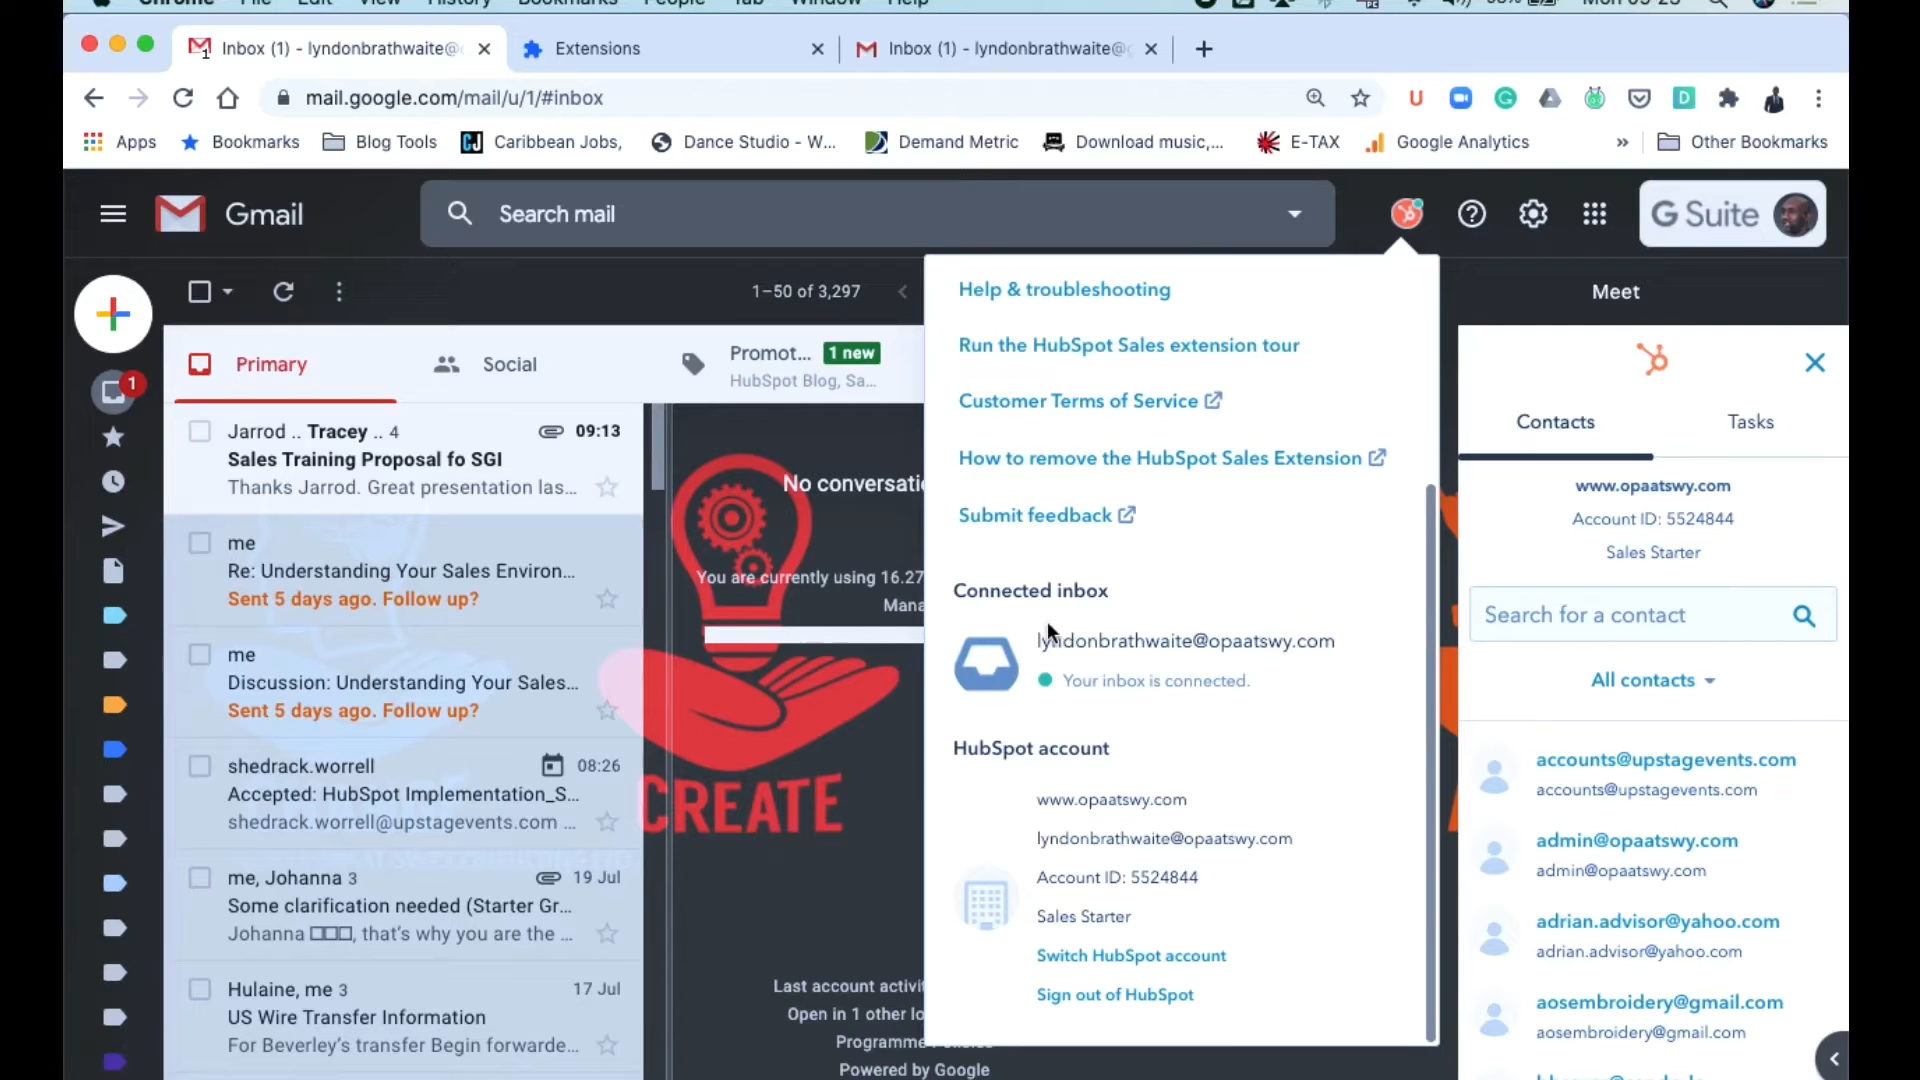 Chrome File Edit View History Bookmarks People Tab Window Help
Inbox (1) - lyndonbrathwaite@
Extensions
Inbox (1) - lyndonbrathwaite@
mail.google.com/mail/u/1/#inbox
Apps
Bookmarks
Blog Tools
Caribbean Jobs,
Dance Studio - W...
Demand Metric
Download music,...
E-TAX
Google Analytics
»
Other Bookmarks
Gmail
Search mail
G Suite
1–50 of 3,297
Meet
1
Primary
Social
Promot... 1 new
HubSpot Blog, Sa...
Jarrod .. Tracey .. 4 09:13
Sales Training Proposal fo SGI
Thanks Jarrod. Great presentation las...
me
Re: Understanding Your Sales Environ...
Sent 5 days ago. Follow up?
me
Discussion: Understanding Your Sales...
Sent 5 days ago. Follow up?
shedrack.worrell 08:26
Accepted: HubSpot Implementation_S...
shedrack.worrell@upstagevents.com ...
me, Johanna 3 19 Jul
Some clarification needed (Starter Gr...
Johanna , that's why you are the ...
Hulaine, me 3 17 Jul
US Wire Transfer Information
For Beverley's transfer Begin forwarde...
No conversati
You are currently using 16.27
Mana
CREATE
Last account activi
Open in 1 other lo
Programme
Powered by Google
Help & troubleshooting
Run the HubSpot Sales extension tour
Customer Terms of Service
How to remove the HubSpot Sales Extension
Submit feedback
Connected inbox
lyndonbrathwaite@opaatswy.com
Your inbox is connected.
HubSpot account
www.opaatswy.com
lyndonbrathwaite@opaatswy.com
Account ID: 5524844
Sales Starter
Switch HubSpot account
Sign out of HubSpot
Contacts
Tasks
www.opaatswy.com
Account ID: 5524844
Sales Starter
Search for a contact
All contacts
accounts@upstagevents.com
accounts@upstagevents.com
admin@opaatswy.com
admin@opaatswy.com
adrian.advisor@yahoo.com
adrian.advisor@yahoo.com
aosembroidery@gmail.com
aosembroidery@gmail.com